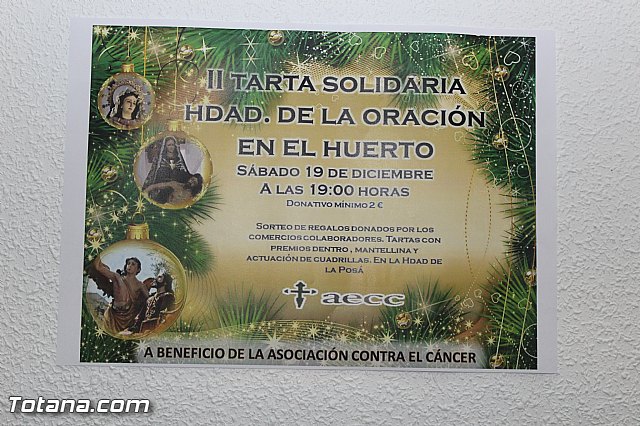 II TARTA SOLIDARIA
HDAD. DE LA ORACIÓN
EN EL HUERTO
SÁBADO 19 DE DICIEMBRE
A LAS 19:00 HORAS
DONATIVO MÍNIMO 2 €
SORTEO DE REGALOS DONADOS POR LOS
COMERCIOS COLABORADORES. TARTAS CON
PREMIOS DENTRO , MANTELLINA Y
ACTUACIÓN DE CUADRILLAS. EN LA HDAD DE
LA POSÁ
aecc
A BENEFICIO DE LA ASOCIACIÓN CONTRA EL CÁNCER
Totana.com